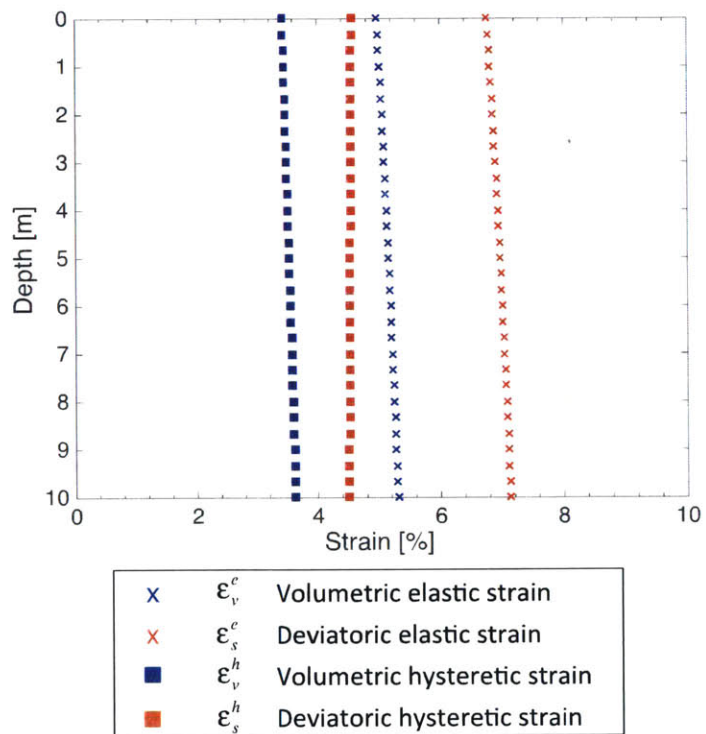 0
1
2
3
4
5
6
7
8
9
10
Depth [m]
0 2 4 6 8 10
Strain [%]
× ε_v^e Volumetric elastic strain
× ε_s^e Deviatoric elastic strain
■ ε_v^h Volumetric hysteretic strain
■ ε_s^h Deviatoric hysteretic strain